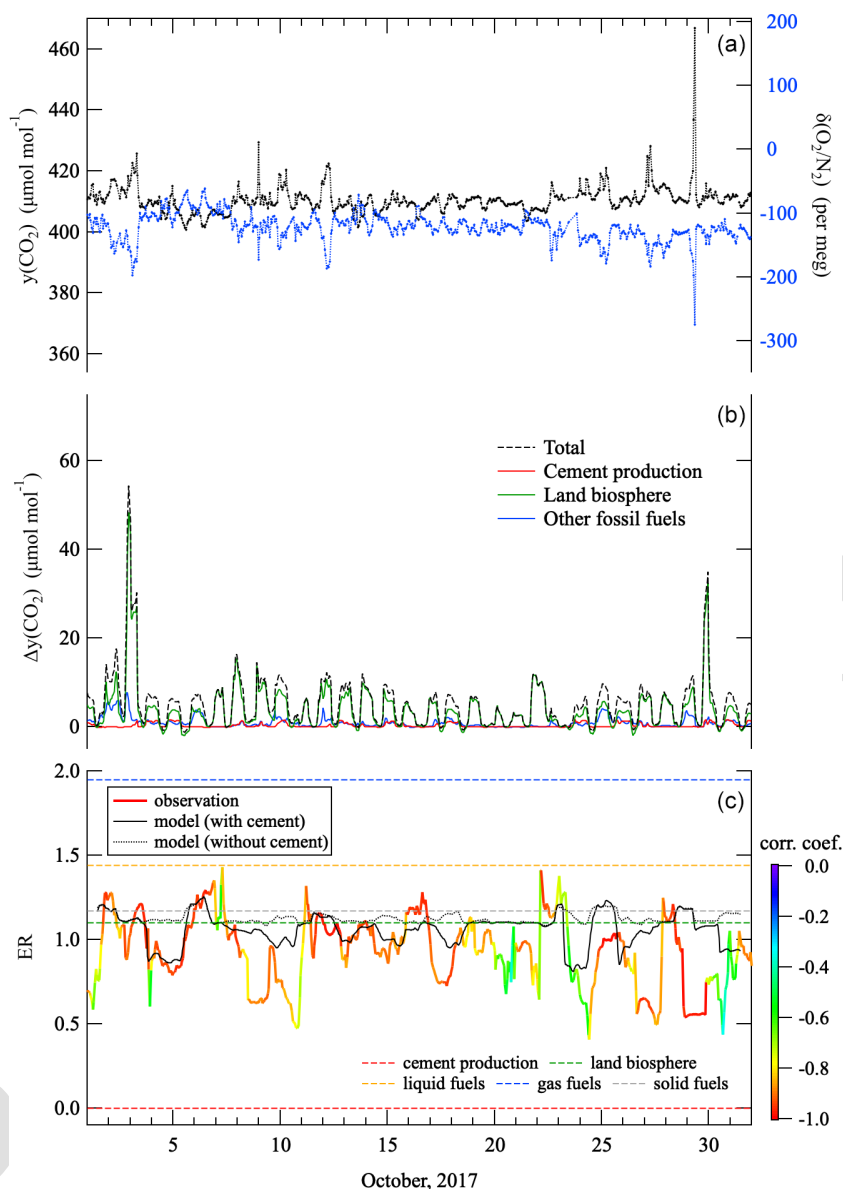 (a)
460
440
420
400
380
360
y(CO₂) (μmol mol⁻¹)
200
100
0
-100
-200
-300
δ(O₂/N₂) (per meg)
(b)
60
40
20
0
Δy(CO₂) (μmol mol⁻¹)
Total
Cement production
Land biosphere
Other fossil fuels
(c)
2.0
1.5
1.0
0.5
0.0
ER
observation
model (with cement)
model (without cement)
cement production
land biosphere
liquid fuels
gas fuels
solid fuels
corr. coef.
0.0
-0.2
-0.4
-0.6
-0.8
-1.0
5
10
15
20
25
30
October, 2017